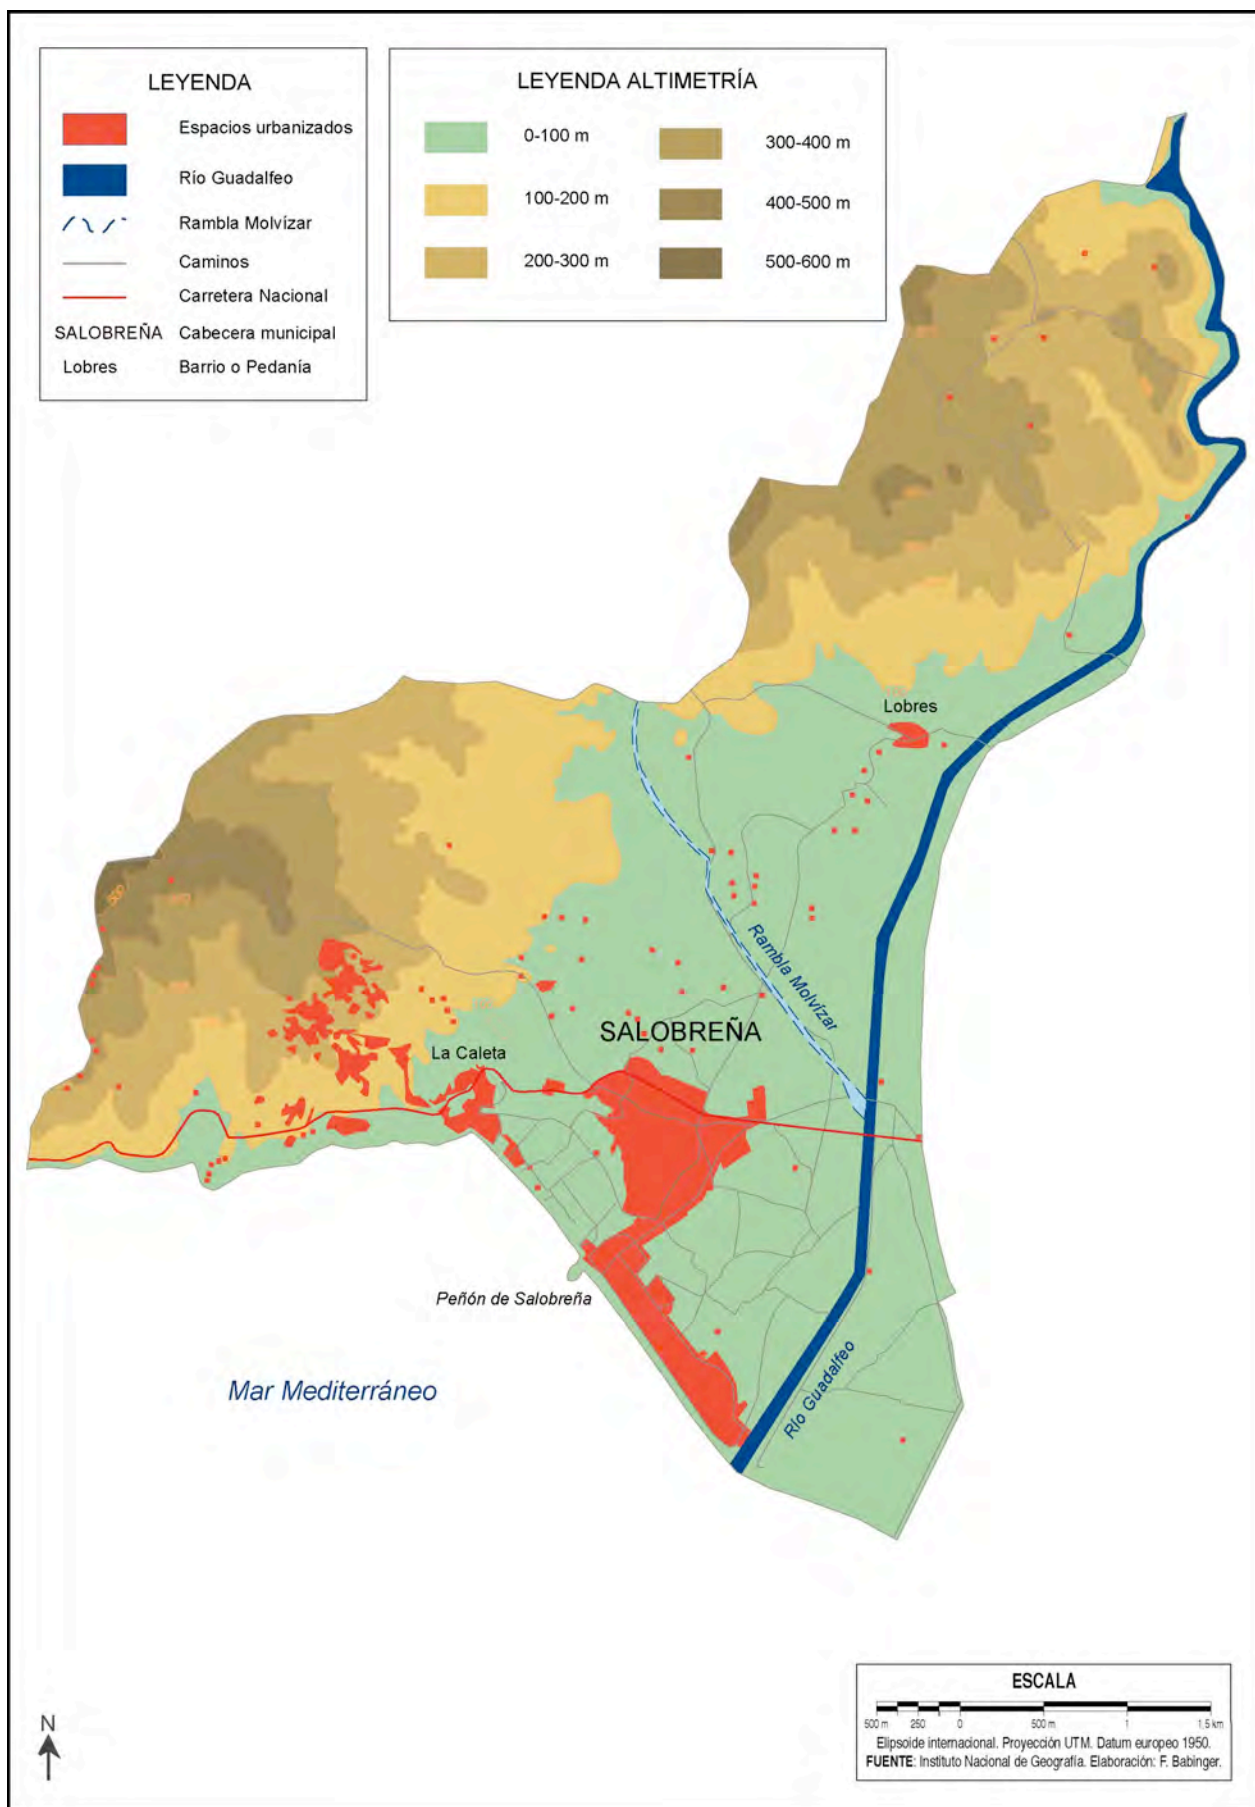 LEYENDA
Espacios urbanizados
Río Guadalfeo
Rambla Molvízar
Caminos
Carretera Nacional
SALOBREÑA Cabecera municipal
Lobres Barrio o Pedanía
LEYENDA ALTIMETRÍA
0-100 m
300-400 m
100-200 m
400-500 m
200-300 m
500-600 m
Lobres
500
Rambla Molvízar
SALOBREÑA
La Caleta
Peñón de Salobreña
Río Guadalfeo
Mar Mediterráneo
N
ESCALA
500 m 250 0 500 m 1 1,5 km
Elipsoide internacional. Proyección UTM. Datum europeo 1950.
FUENTE: Instituto Nacional de Geografía. Elaboración: F. Babinger.